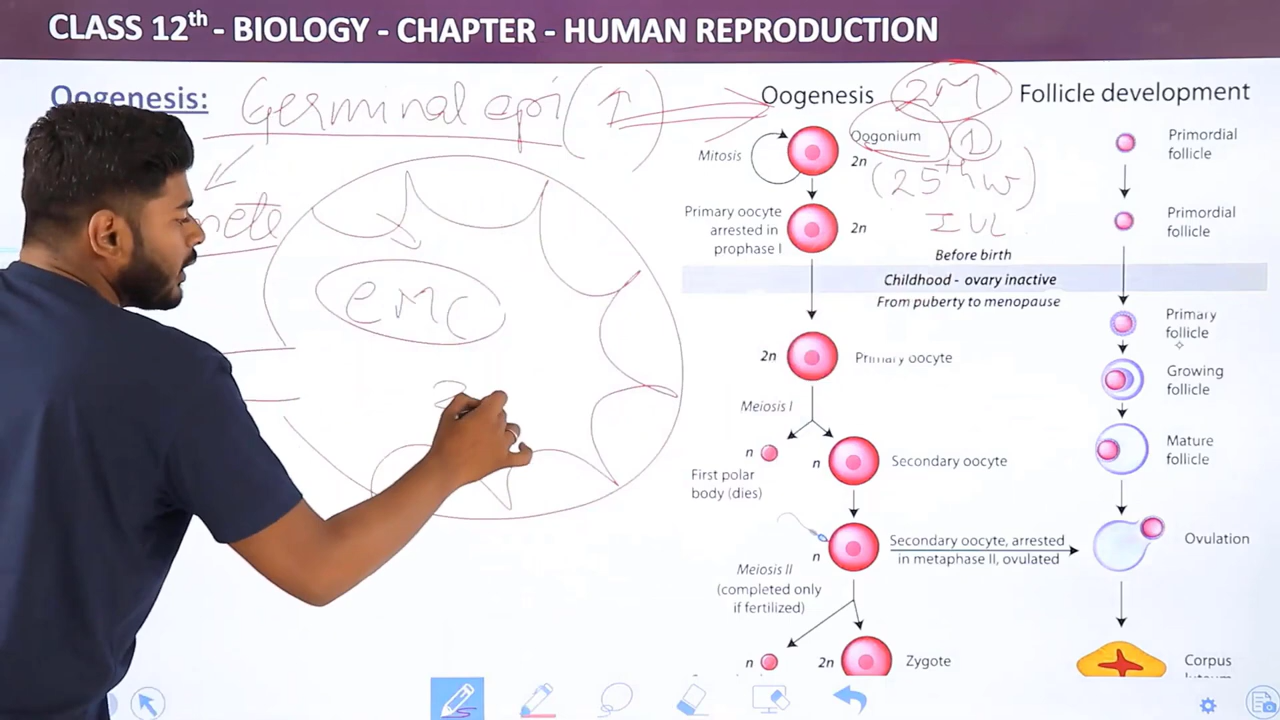 CLASS 12th - BIOLOGY - CHAPTER - HUMAN REPRODUCTION
Oogenesis:
Germinal epi (↑)
EMC
Oogenesis
2M
Follicle development
Mitosis
Oogonium
2n
(25th w)
IUL
Primordial
follicle
Primary oocyte
arrested in
prophase I
2n
Primordial
follicle
Before birth
Childhood - ovary inactive
From puberty to menopause
2n
Primary oocyte
Primary
follicle
Growing
follicle
Meiosis I
n
First polar
body (dies)
n
Secondary oocyte
Mature
follicle
n
Secondary oocyte, arrested
in metaphase II, ovulated
Ovulation
Meiosis II
(completed only
if fertilized)
n
2n
Zygote
Corpus